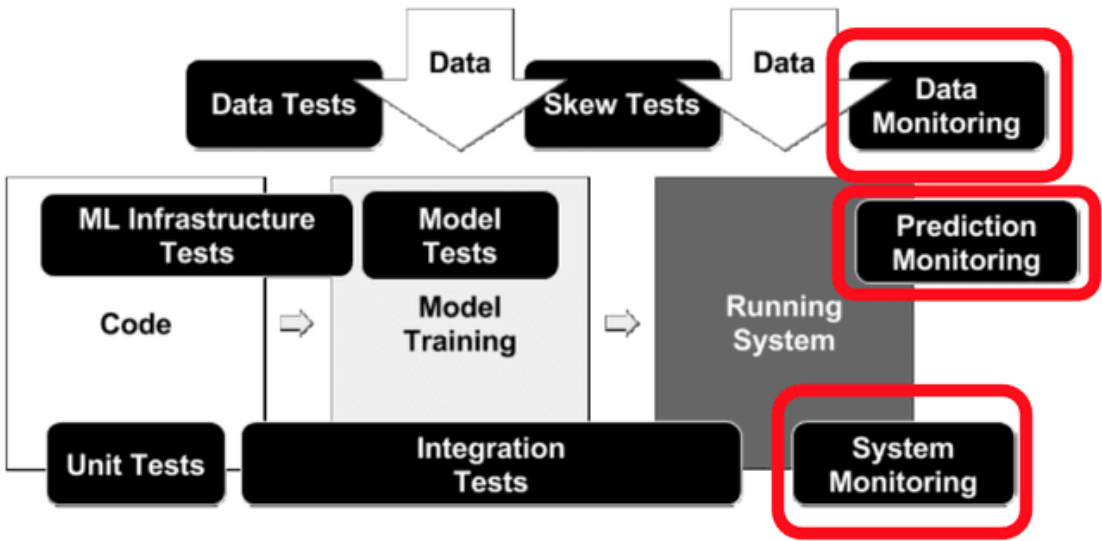 Data
Data
Data Tests
Skew Tests
Data
Monitoring
ML Infrastructure
Tests
Model
Tests
Prediction
Monitoring
Code
Model
Training
Running
System
Unit Tests
Integration
Tests
System
Monitoring